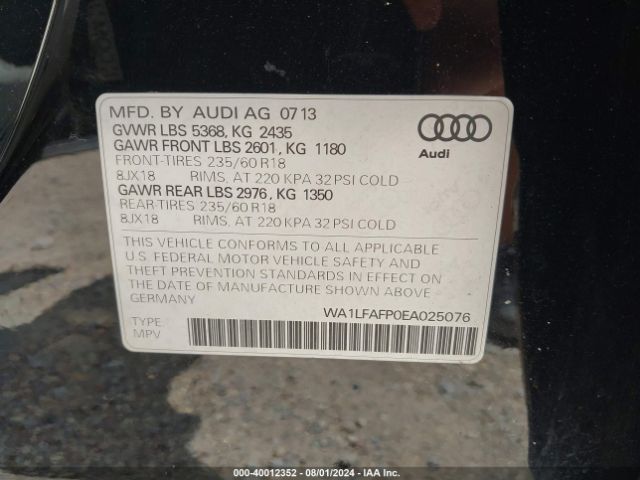 MFD. BY AUDI AG 0713
GVWR LBS 5368, KG 2435
GAWR FRONT LBS 2601, KG 1180
FRONT-TIRES 235/60 R18
8JX18 RIMS, AT 220 KPA 32 PSI COLD
GAWR REAR LBS 2976, KG 1350
REAR-TIRES 235/60 R18
8JX18 RIMS, AT 220 KPA 32 PSI COLD
Audi
THIS VEHICLE CONFORMS TO ALL APPLICABLE
U.S. FEDERAL MOTOR VEHICLE SAFETY AND
THEFT PREVENTION STANDARDS IN EFFECT ON
THE DATE OF MANUFACTURE SHOWN ABOVE
GERMANY
WA1LFAFP0EA025076
TYPE:
MPV
000-40012352 - 08/01/2024 - IAA Inc.